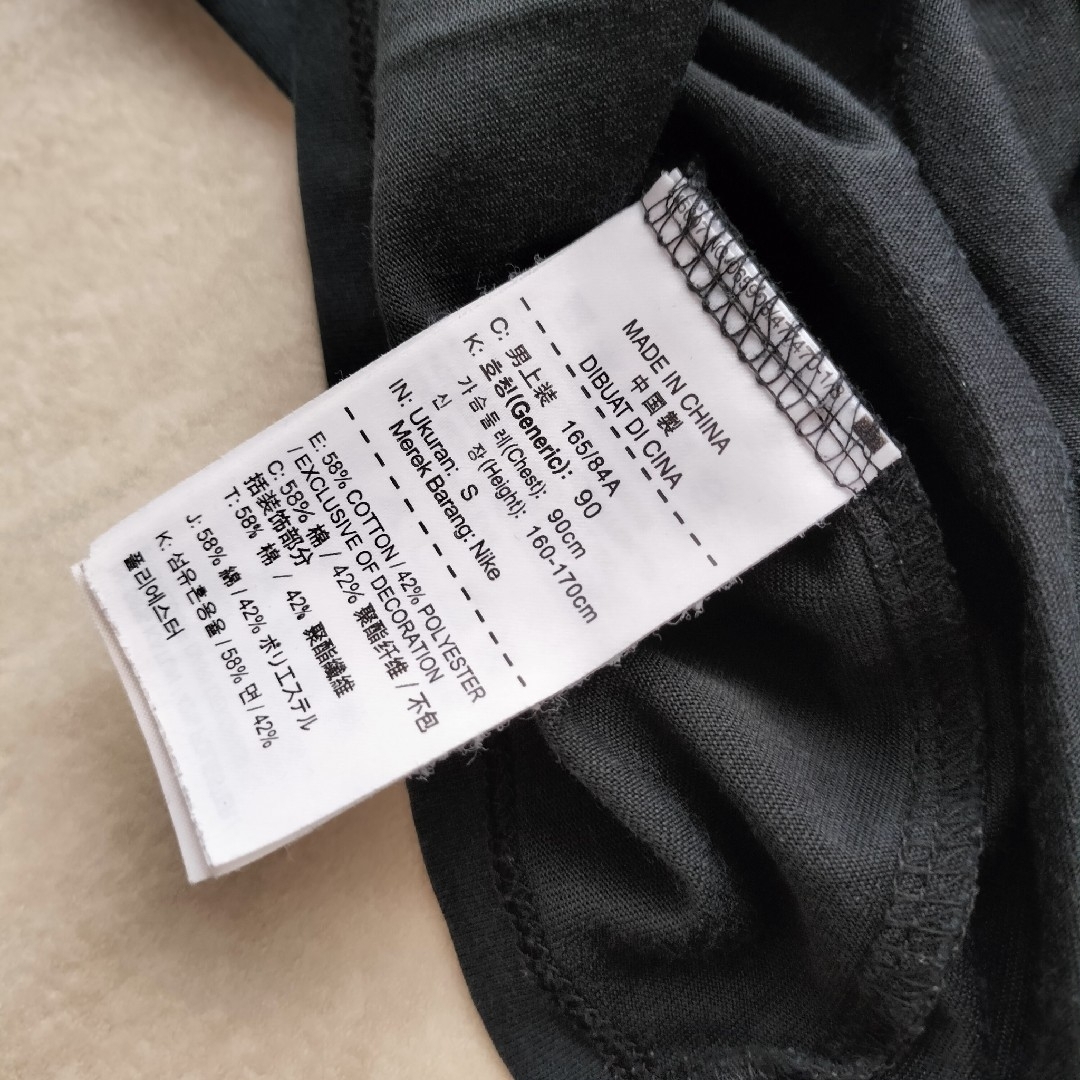 MADE IN CHINA
中国製
DIBUAT DI CINA
C: 男上装 165/84A
K: 호칭(Generic): 90
가슴둘레(Chest): 90cm
신 장(Height): 160-170cm
IN: Ukuran: S
Merek Barang: Nike
E: 58% COTTON / 42% POLYESTER
/ EXCLUSIVE OF DECORATION
C: 58% 棉 / 42% 聚酯纤维 / 不包
括装饰部分
T: 58% 棉 / 42% 聚酯纖維
J: 58% 綿 / 42% ポリエステル
K: 섬유혼용율 / 58% 면 / 42%
폴리에스터